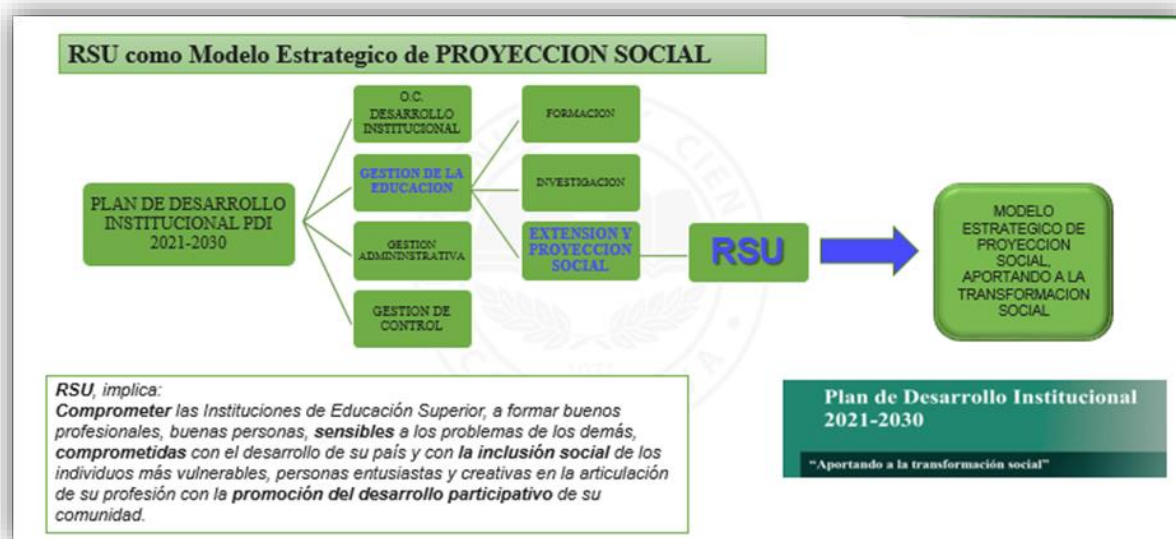 RSU como Modelo Estrategico de PROYECCION SOCIAL
PLAN DE DESARROLLO
INSTITUCIONAL PDI
2021-2030
O.C.
DESARROLLO
INSTITUCIONAL
GESTION DE LA
EDUCACION
GESTION
ADMININSTRATIVA
GESTION DE
CONTROL
FORMACION
INVESTIGACION
EXTENSION Y
PROYECCION
SOCIAL
RSU
MODELO
ESTRATEGICO DE
PROYECCION
SOCIAL,
APORTANDO A LA
TRANSFORMACION
SOCIAL
RSU, implica:
Comprometer las Instituciones de Educación Superior, a formar buenos
profesionales, buenas personas, sensibles a los problemas de los demás,
comprometidas con el desarrollo de su país y con la inclusión social de los
individuos más vulnerables, personas entusiastas y creativas en la articulación
de su profesión con la promoción del desarrollo participativo de su
comunidad.
Plan de Desarrollo Institucional
2021-2030
“Aportando a la transformación social”